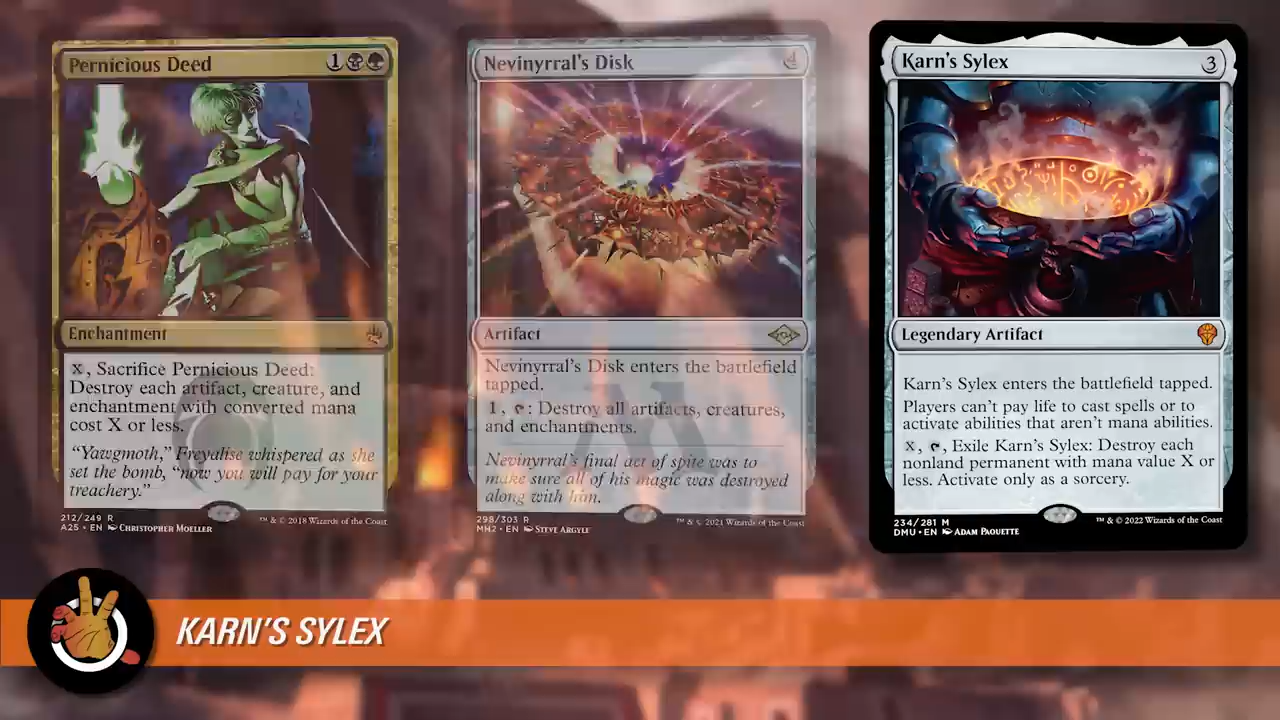 Pernicious Deed
1
Enchantment
X, Sacrifice Pernicious Deed:
Destroy each artifact, creature, and
enchantment with converted mana
cost X or less.
"Yawgmoth," Freyalise whispered as she
set the bomb, "now you will pay for your
treachery."
212/249 R
A25 • EN CHRISTOPHER MOELLER
™ & © 2018 Wizards of the Coast
Nevinyrral's Disk
4
Artifact
Nevinyrral's Disk enters the battlefield
tapped.
1, : Destroy all artifacts, creatures,
and enchantments.
Nevinyrral's final act of spite was to
make sure all of his magic was destroyed
along with him.
298/303 R
MH2 • EN STEVE ARGYLE
™ & © 2021 Wizards of the Coast
Karn's Sylex
3
Legendary Artifact
Karn's Sylex enters the battlefield tapped.
Players can't pay life to cast spells or to
activate abilities that aren't mana abilities.
X, , Exile Karn's Sylex: Destroy each
nonland permanent with mana value X or
less. Activate only as a sorcery.
234/281 M
DMU • EN ADAM PAQUETTE
™ & © 2022 Wizards of the Coast
KARN'S SYLEX